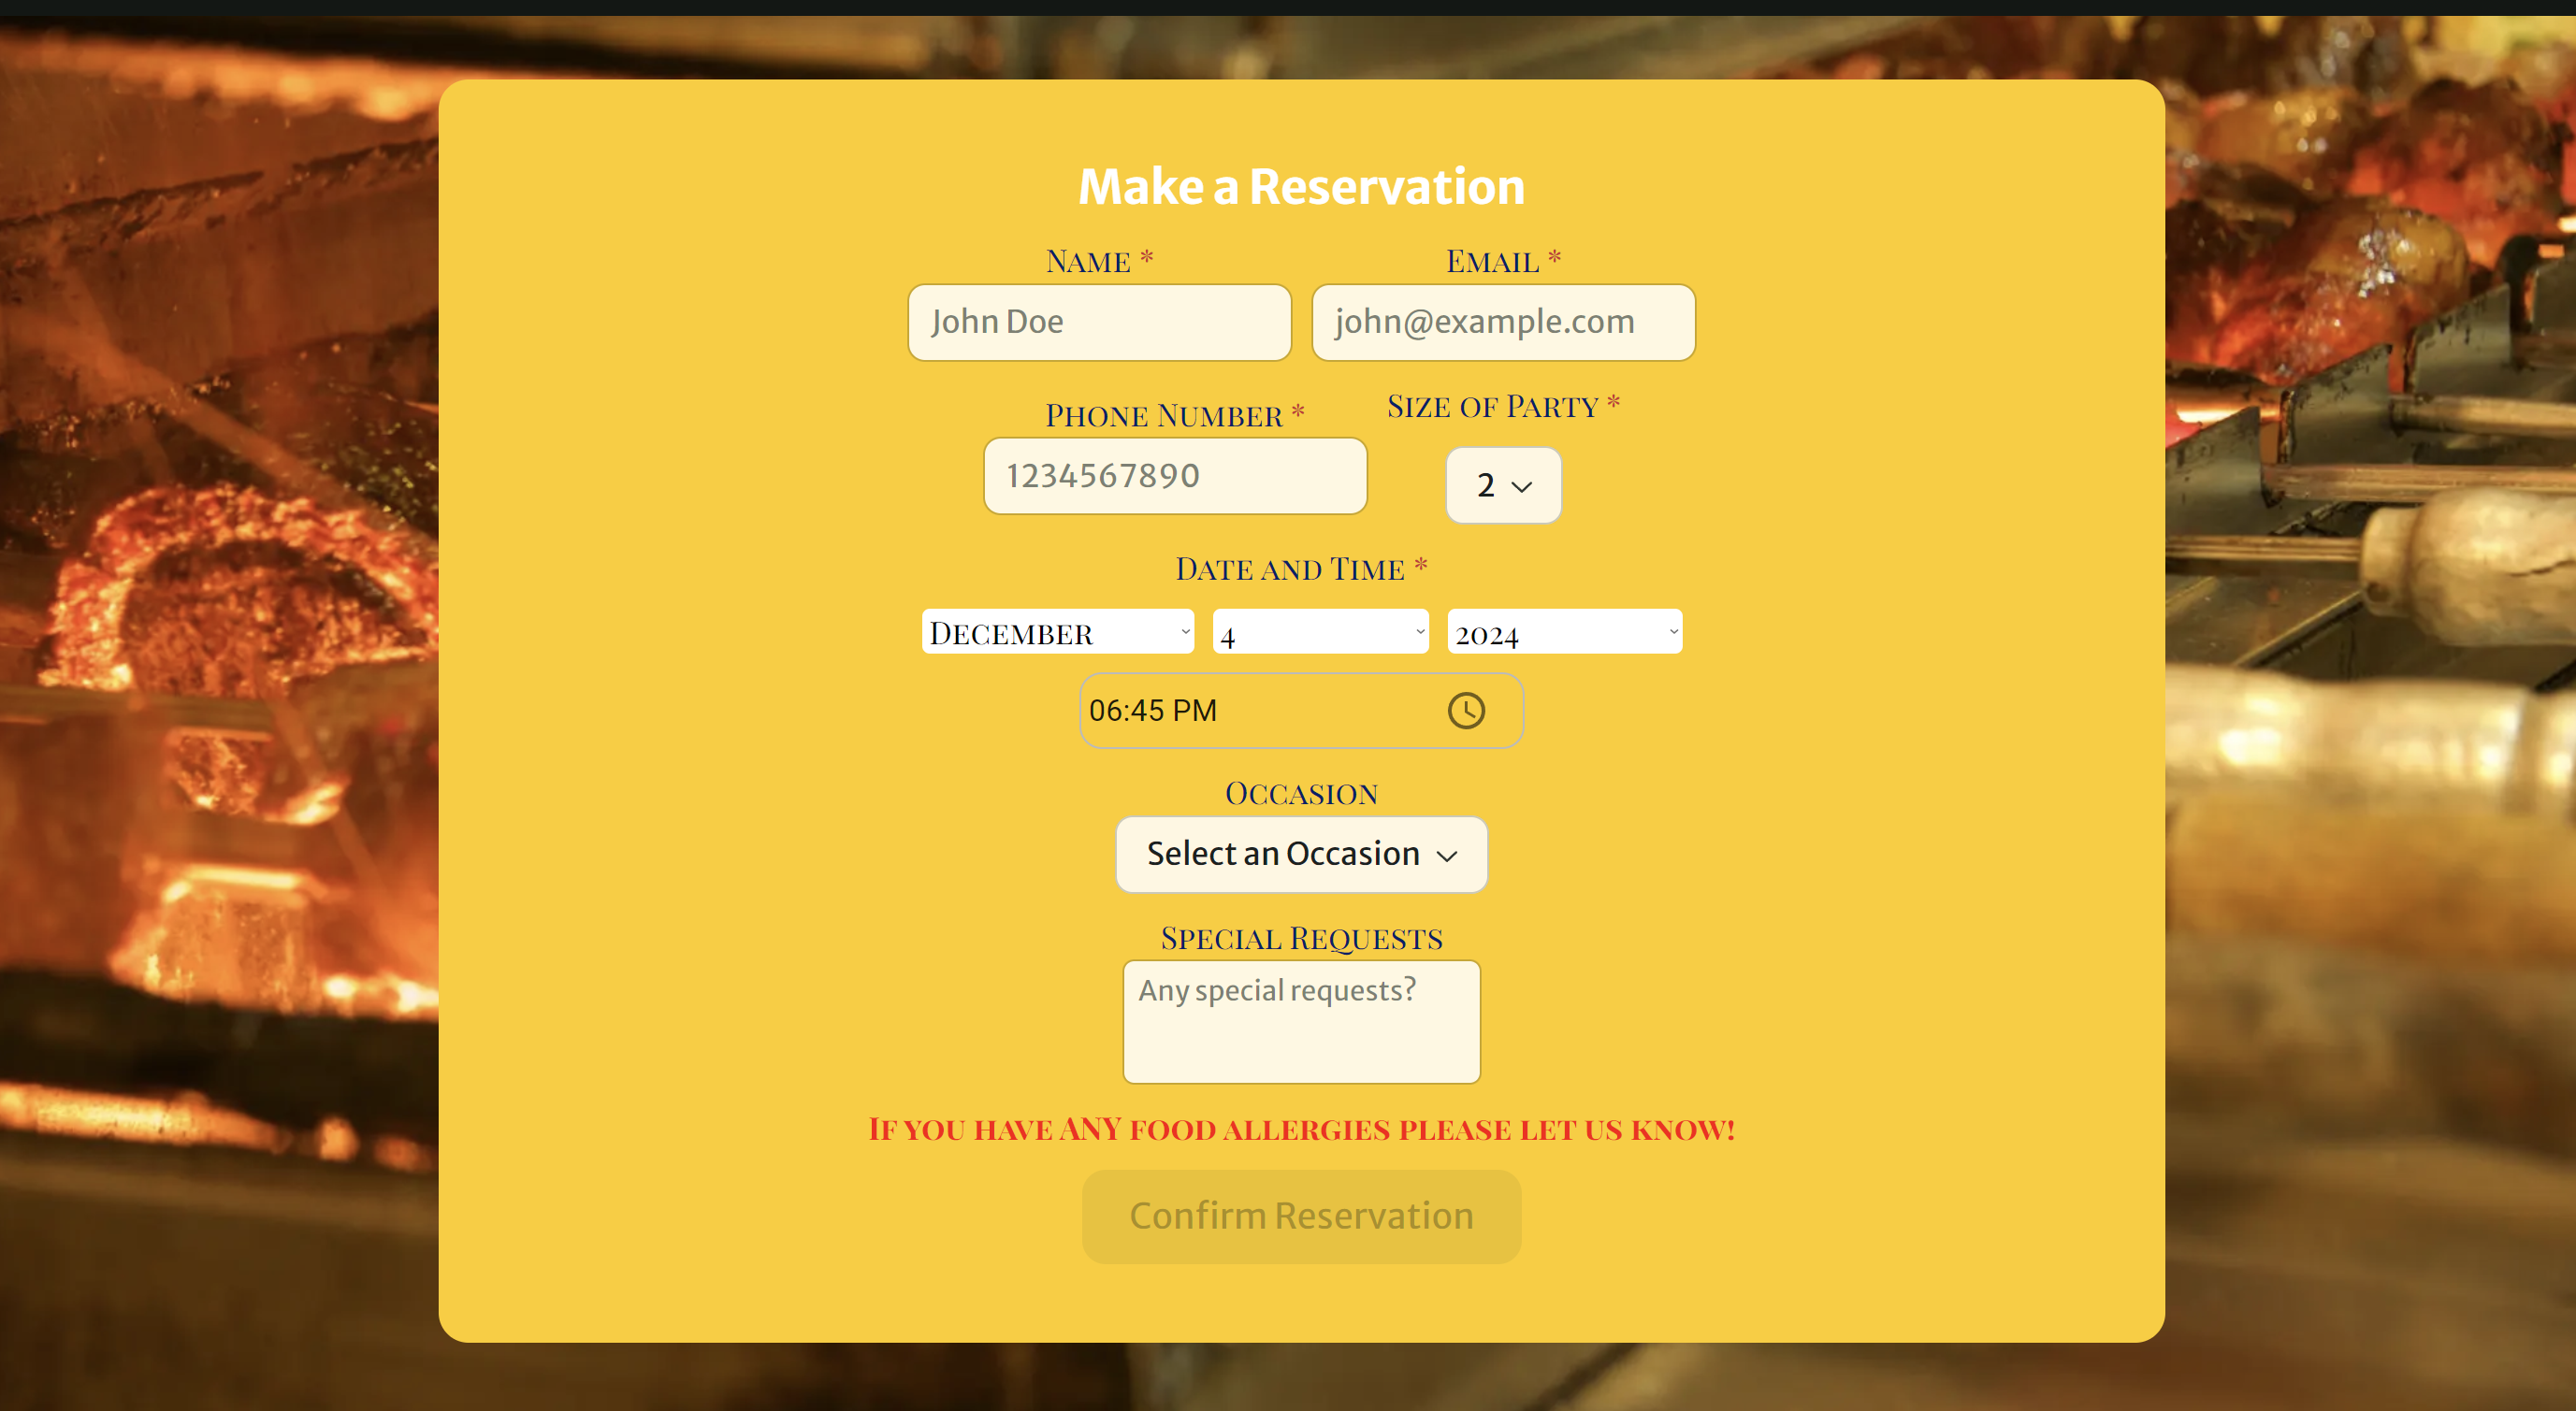 Make a Reservation
Name * Email *
John Doe john@example.com
Phone Number * Size of Party *
1234567890 2
Date and Time *
December 4 2024
06:45 PM
Occasion
Select an Occasion
Special Requests
Any special requests?
If you have ANY food allergies please let us know!
Confirm Reservation